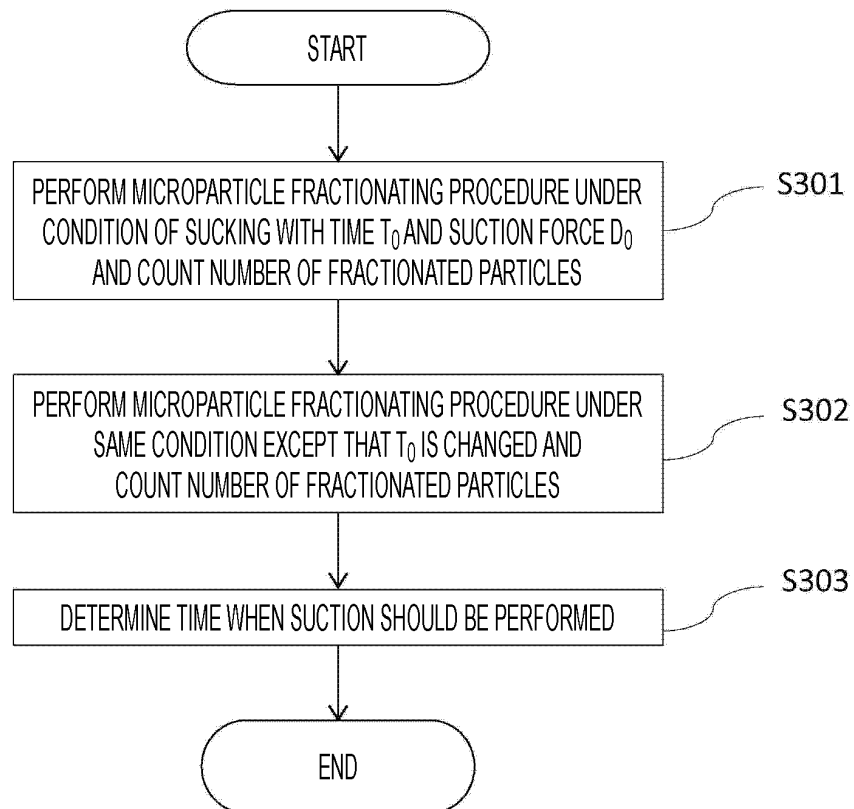 START
PERFORM MICROPARTICLE FRACTIONATING PROCEDURE UNDER
CONDITION OF SUCKING WITH TIME T₀ AND SUCTION FORCE D₀
AND COUNT NUMBER OF FRACTIONATED PARTICLES
S301
PERFORM MICROPARTICLE FRACTIONATING PROCEDURE UNDER
SAME CONDITION EXCEPT THAT T₀ IS CHANGED AND
COUNT NUMBER OF FRACTIONATED PARTICLES
S302
DETERMINE TIME WHEN SUCTION SHOULD BE PERFORMED
S303
END